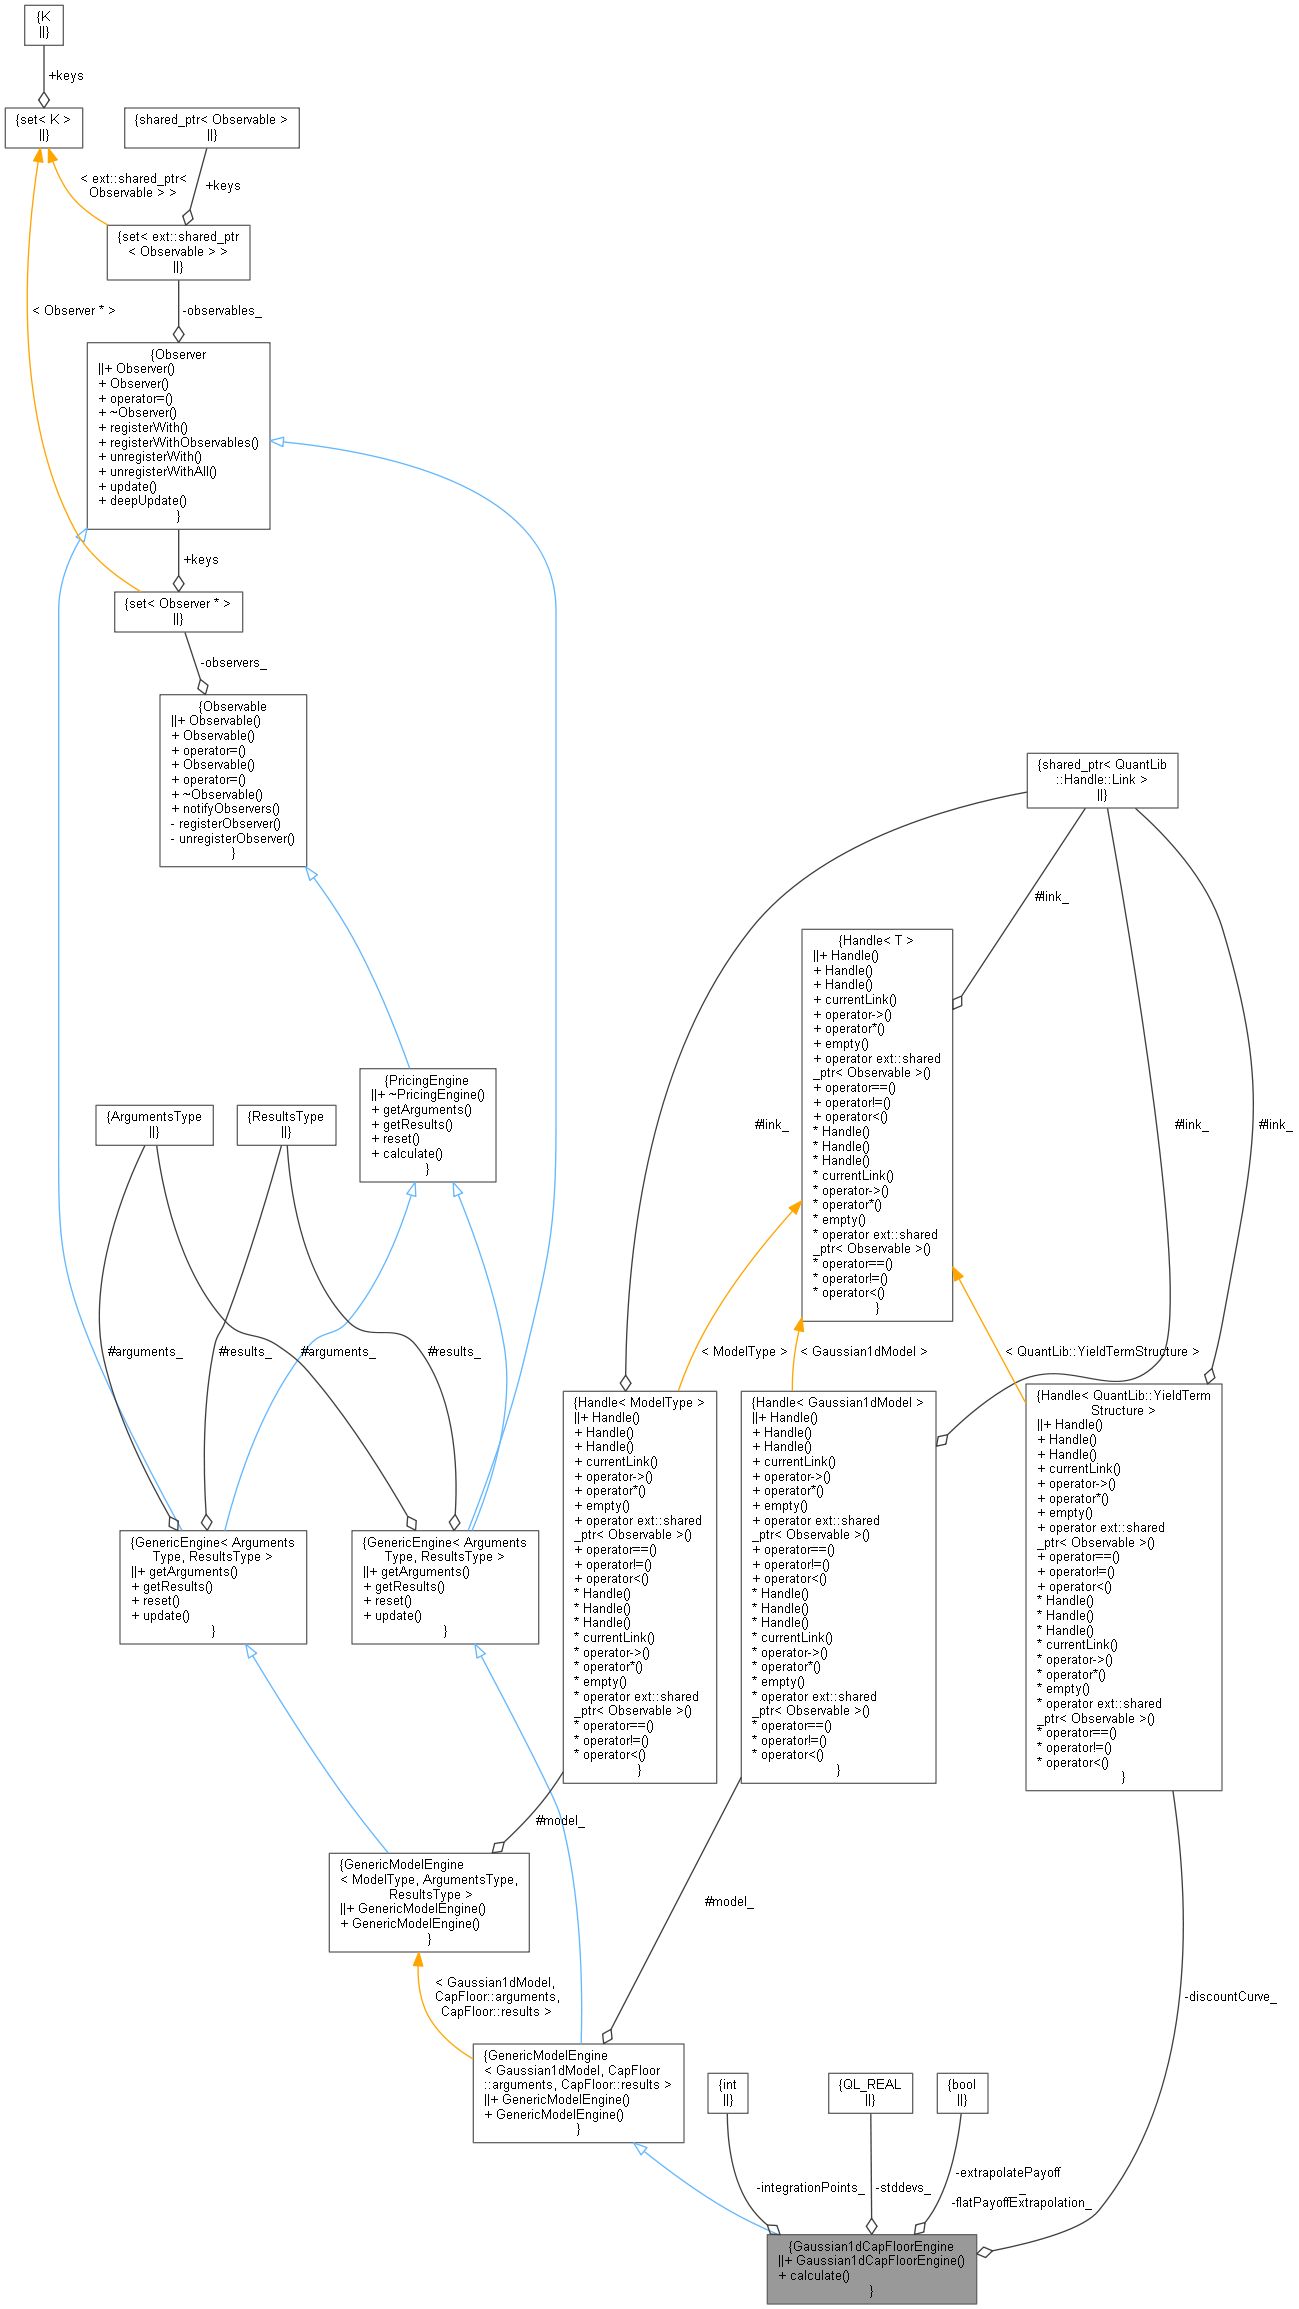 {K
||}
+keys
{set< K >
||}
{shared_ptr< Observable >
||}
< ext::shared_ptr<
Observable > >
+keys
{set< ext::shared_ptr
< Observable > >
||}
< Observer * >
-observables_
{Observer
||+ Observer()
+ Observer()
+ operator=()
+ ~Observer()
+ registerWith()
+ registerWithObservables()
+ unregisterWith()
+ unregisterWithAll()
+ update()
+ deepUpdate()
}
+keys
{set< Observer * >
||}
-observers_
{Observable
||+ Observable()
+ Observable()
+ operator=()
+ Observable()
+ operator=()
+ ~Observable()
+ notifyObservers()
- registerObserver()
- unregisterObserver()
}
{shared_ptr< QuantLib
::Handle::Link >
||}
#link_
{Handle< T >
||+ Handle()
+ Handle()
+ Handle()
+ currentLink()
+ operator->()
+ operator*()
+ empty()
+ operator ext::shared
_ptr< Observable >()
+ operator==()
+ operator!=()
+ operator<()
* Handle()
* Handle()
* Handle()
* currentLink()
* operator->()
* operator*()
* empty()
* operator ext::shared
_ptr< Observable >()
* operator==()
* operator!=()
* operator<()
}
{PricingEngine
||+ ~PricingEngine()
+ getArguments()
+ getResults()
+ reset()
+ calculate()
}
{ArgumentsType
||}
{ResultsType
||}
#link_
#link_
#link_
#arguments_
#results_
#arguments_
#results_
< ModelType >
< Gaussian1dModel >
< QuantLib::YieldTermStructure >
{GenericEngine< Arguments
Type, ResultsType >
||+ getArguments()
+ getResults()
+ reset()
+ update()
}
{GenericEngine< Arguments
Type, ResultsType >
||+ getArguments()
+ getResults()
+ reset()
+ update()
}
{Handle< ModelType >
||+ Handle()
+ Handle()
+ Handle()
+ currentLink()
+ operator->()
+ operator*()
+ empty()
+ operator ext::shared
_ptr< Observable >()
+ operator==()
+ operator!=()
+ operator<()
* Handle()
* Handle()
* Handle()
* currentLink()
* operator->()
* operator*()
* empty()
* operator ext::shared
_ptr< Observable >()
* operator==()
* operator!=()
* operator<()
}
{Handle< Gaussian1dModel >
||+ Handle()
+ Handle()
+ Handle()
+ currentLink()
+ operator->()
+ operator*()
+ empty()
+ operator ext::shared
_ptr< Observable >()
+ operator==()
+ operator!=()
+ operator<()
* Handle()
* Handle()
* Handle()
* currentLink()
* operator->()
* operator*()
* empty()
* operator ext::shared
_ptr< Observable >()
* operator==()
* operator!=()
* operator<()
}
{Handle< QuantLib::YieldTerm
Structure >
||+ Handle()
+ Handle()
+ Handle()
+ currentLink()
+ operator->()
+ operator*()
+ empty()
+ operator ext::shared
_ptr< Observable >()
+ operator==()
+ operator!=()
+ operator<()
* Handle()
* Handle()
* Handle()
* currentLink()
* operator->()
* operator*()
* empty()
* operator ext::shared
_ptr< Observable >()
* operator==()
* operator!=()
* operator<()
}
#model_
{GenericModelEngine
< ModelType, ArgumentsType,
ResultsType >
||+ GenericModelEngine()
+ GenericModelEngine()
}
#model_
< Gaussian1dModel,
CapFloor::arguments,
CapFloor::results >
-discountCurve_
{GenericModelEngine
< Gaussian1dModel, CapFloor
::arguments, CapFloor::results >
||+ GenericModelEngine()
+ GenericModelEngine()
}
{int
||}
{QL_REAL
||}
{bool
||}
-integrationPoints_
-stddevs_
-extrapolatePayoff
_
-flatPayoffExtrapolation_
{Gaussian1dCapFloorEngine
||+ Gaussian1dCapFloorEngine()
+ calculate()
}